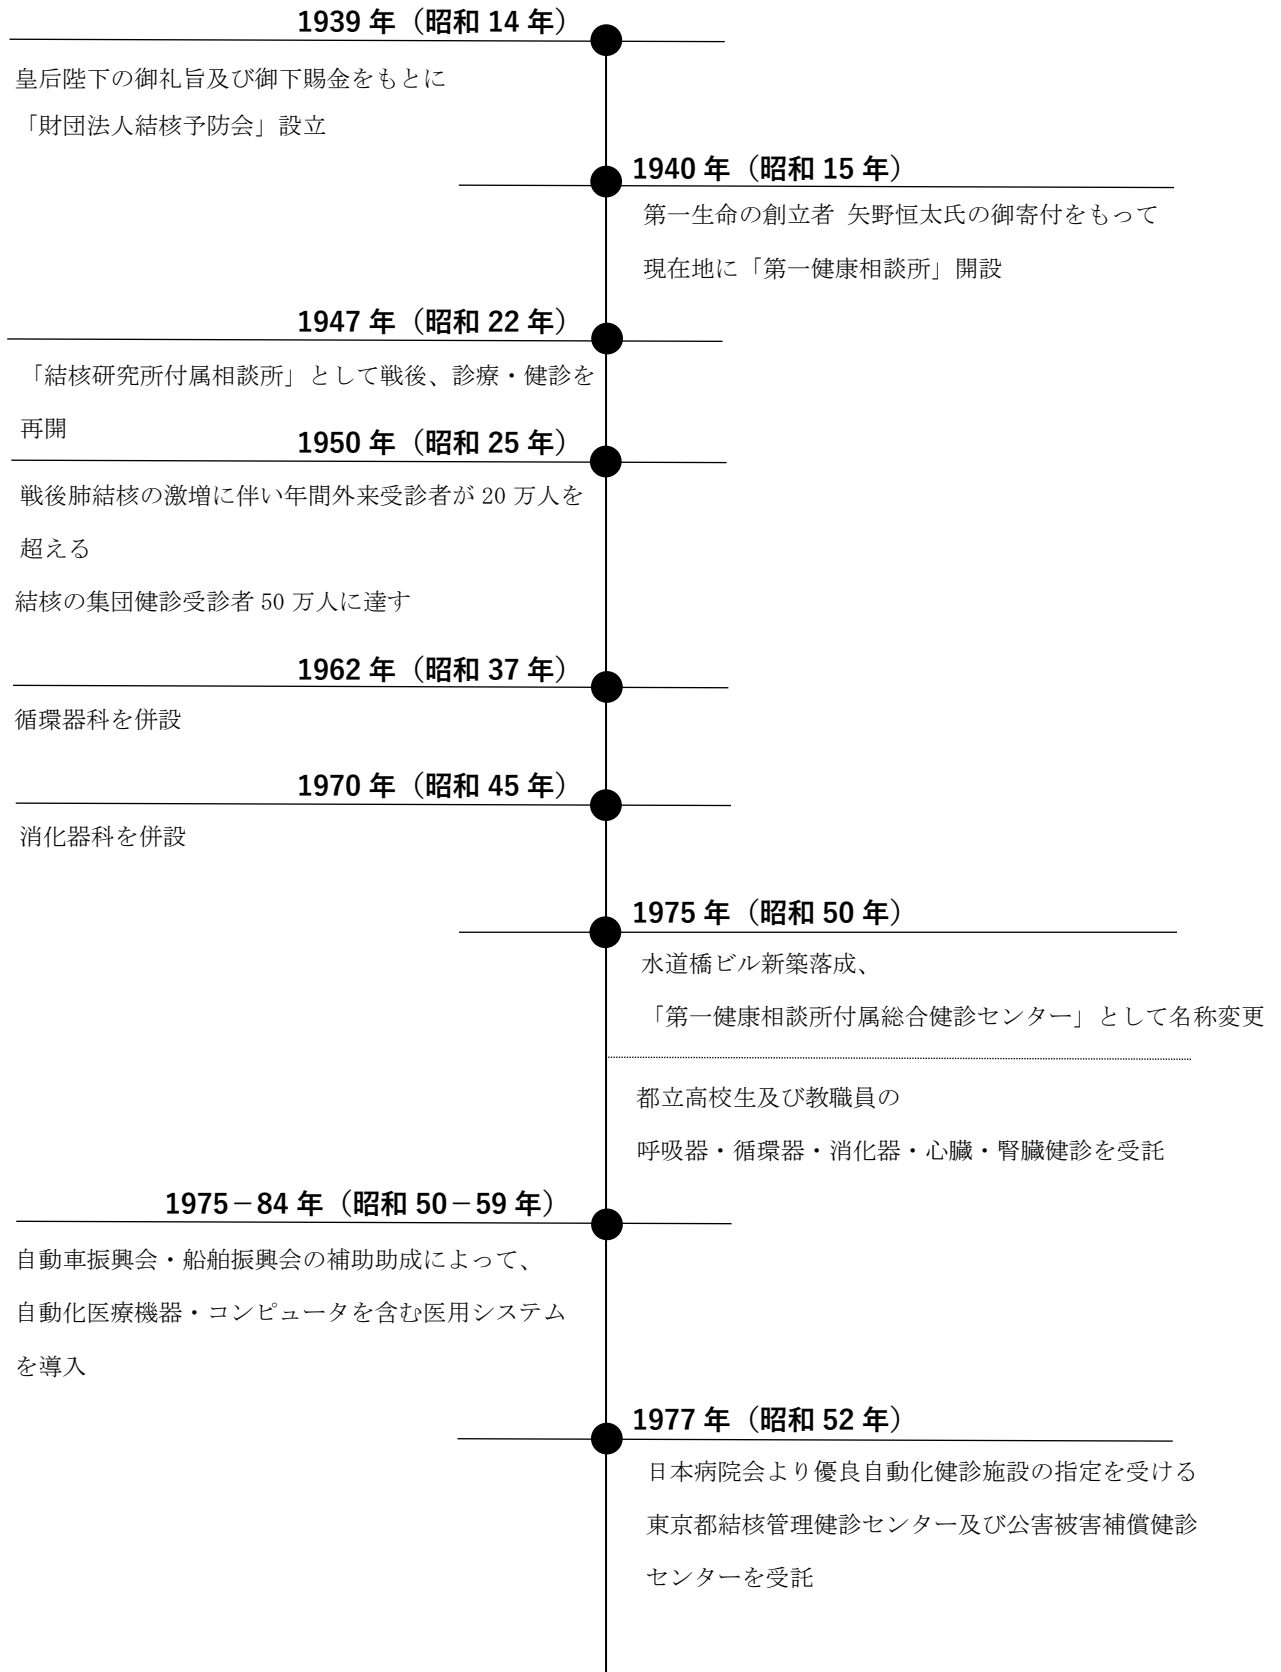 1939 年（昭和 14 年）
皇后陛下の御礼旨及び御下賜金をもとに
「財団法人結核予防会」設立
1940 年（昭和 15 年）
第一生命の創立者 矢野恒太氏の御寄付をもって
現在地に「第一健康相談所」開設
1947 年（昭和 22 年）
「結核研究所付属相談所」として戦後、診療・健診を
再開
1950 年（昭和 25 年）
戦後肺結核の激増に伴い年間外来受診者が 20 万人を
超える
結核の集団健診受診者 50 万人に達す
1962 年（昭和 37 年）
循環器科を併設
1970 年（昭和 45 年）
消化器科を併設
1975 年（昭和 50 年）
水道橋ビル新築落成、
「第一健康相談所付属総合健診センター」として名称変更
都立高校生及び教職員の
呼吸器・循環器・消化器・心臓・腎臓健診を受託
1975－84 年（昭和 50－59 年）
自動車振興会・船舶振興会の補助助成によって、
自動化医療機器・コンピュータを含む医用システム
を導入
1977 年（昭和 52 年）
日本病院会より優良自動化健診施設の指定を受ける
東京都結核管理健診センター及び公害被害補償健診
センターを受託